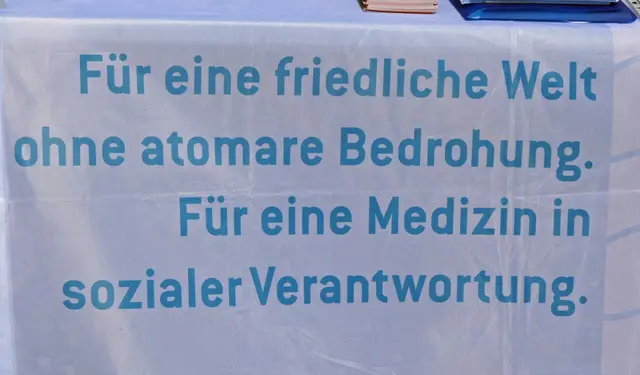 Für eine friedliche Welt
ohne atomare Bedrohung.
Für eine Medizin in
sozialer Verantwortung.